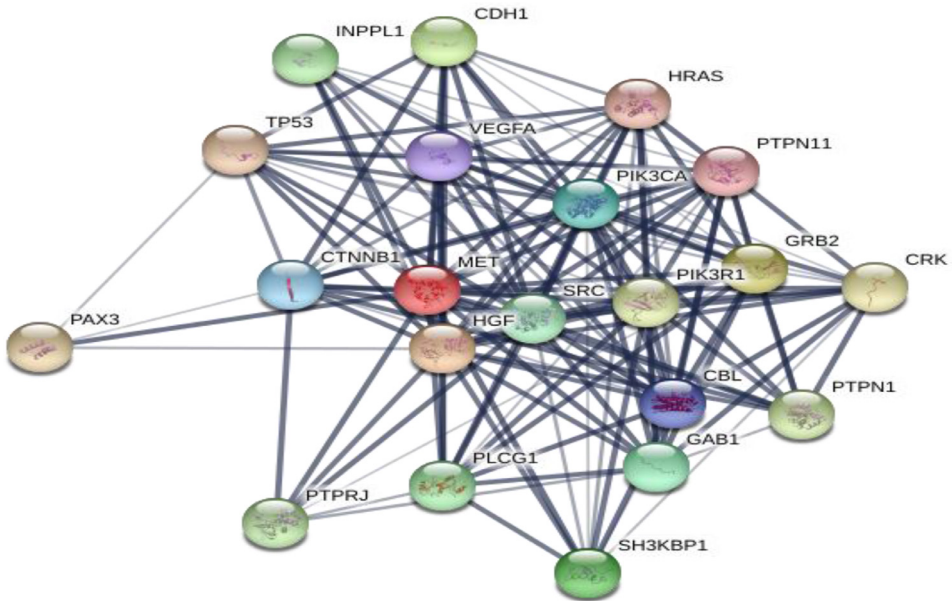 CDH1
INPPL1
HRAS
TP53
VEGFA
PTPN11
PIK3CA
GRB2
CTNNB1
MET
CRK
SRC
PIK3R1
HGF
PAX3
CBL
PTPN1
GAB1
PLCG1
PTPRJ
SH3KBP1